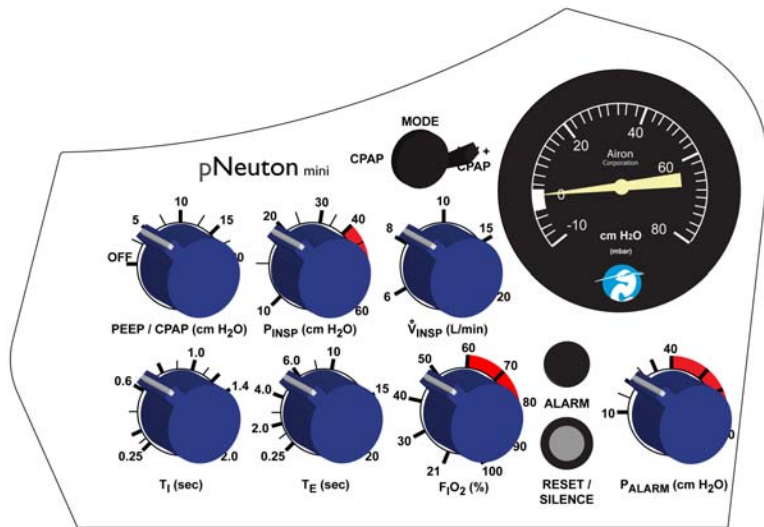 MODE
CPAP
+
CPAP
pNeuton mini
-10
0
20
40
60
80
Airon
Corporation
cm H2O
(mbar)
OFF
5
10
15
PEEP / CPAP (cm H2O)
10
20
30
40
60
PINSP (cm H2O)
6
8
10
15
20
V̊INSP (L/min)
0.25
0.6
1.0
1.4
2.0
TI (sec)
0.25
2.0
4.0
6.0
10
15
20
TE (sec)
21
30
40
50
60
70
80
90
100
FIO2 (%)
ALARM
RESET /
SILENCE
10
40
PALARM (cm H2O)